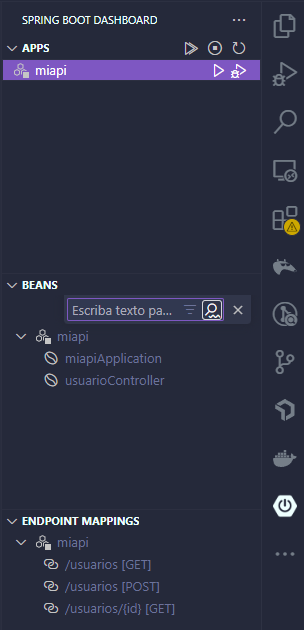 SPRING BOOT DASHBOARD
APPS
miapi
BEANS
Escriba texto pa...
miapi
miapiApplication
usuarioController
ENDPOINT MAPPINGS
miapi
/usuarios [GET]
/usuarios [POST]
/usuarios/{id} [GET]